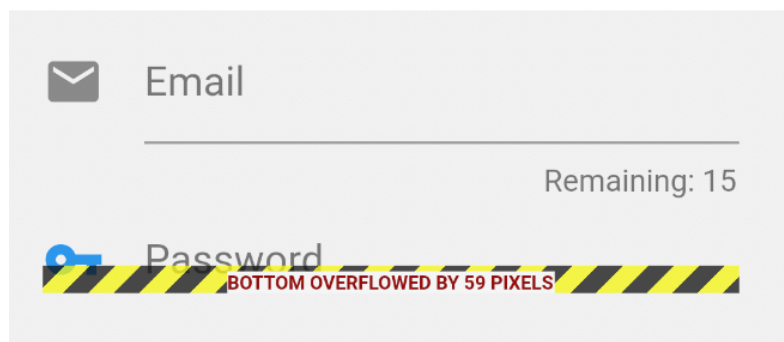 Email
Remaining: 15
Password
BOTTOM OVERFLOWED BY 59 PIXELS